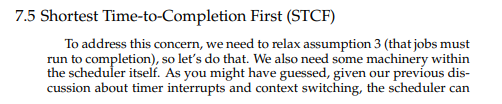 7.5 Shortest Time-to-Completion First (STCF)
To address this concern, we need to relax assumption 3 (that jobs must
run to completion), so let's do that. We also need some machinery within
the scheduler itself. As you might have guessed, given our previous dis-
cussion about timer interrupts and context switching, the scheduler can